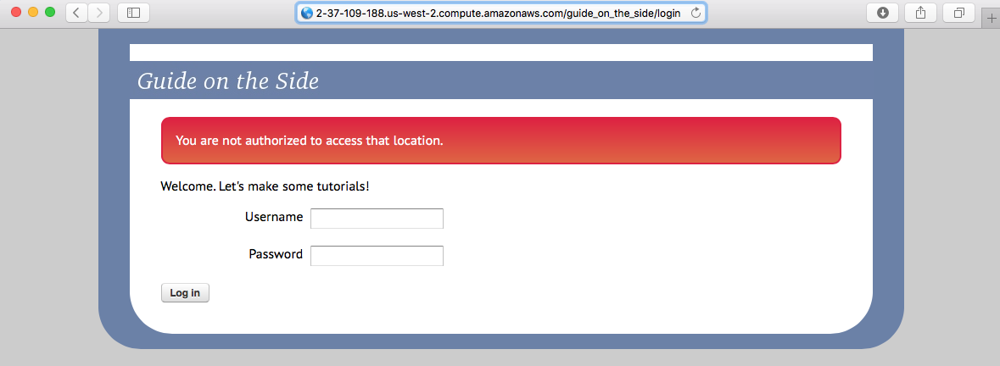 2-37-109-188.us-west-2.compute.amazonaws.com/guide_on_the_side/login
Guide on the Side
You are not authorized to access that location.
Welcome. Let's make some tutorials!
Username
Password
Log in